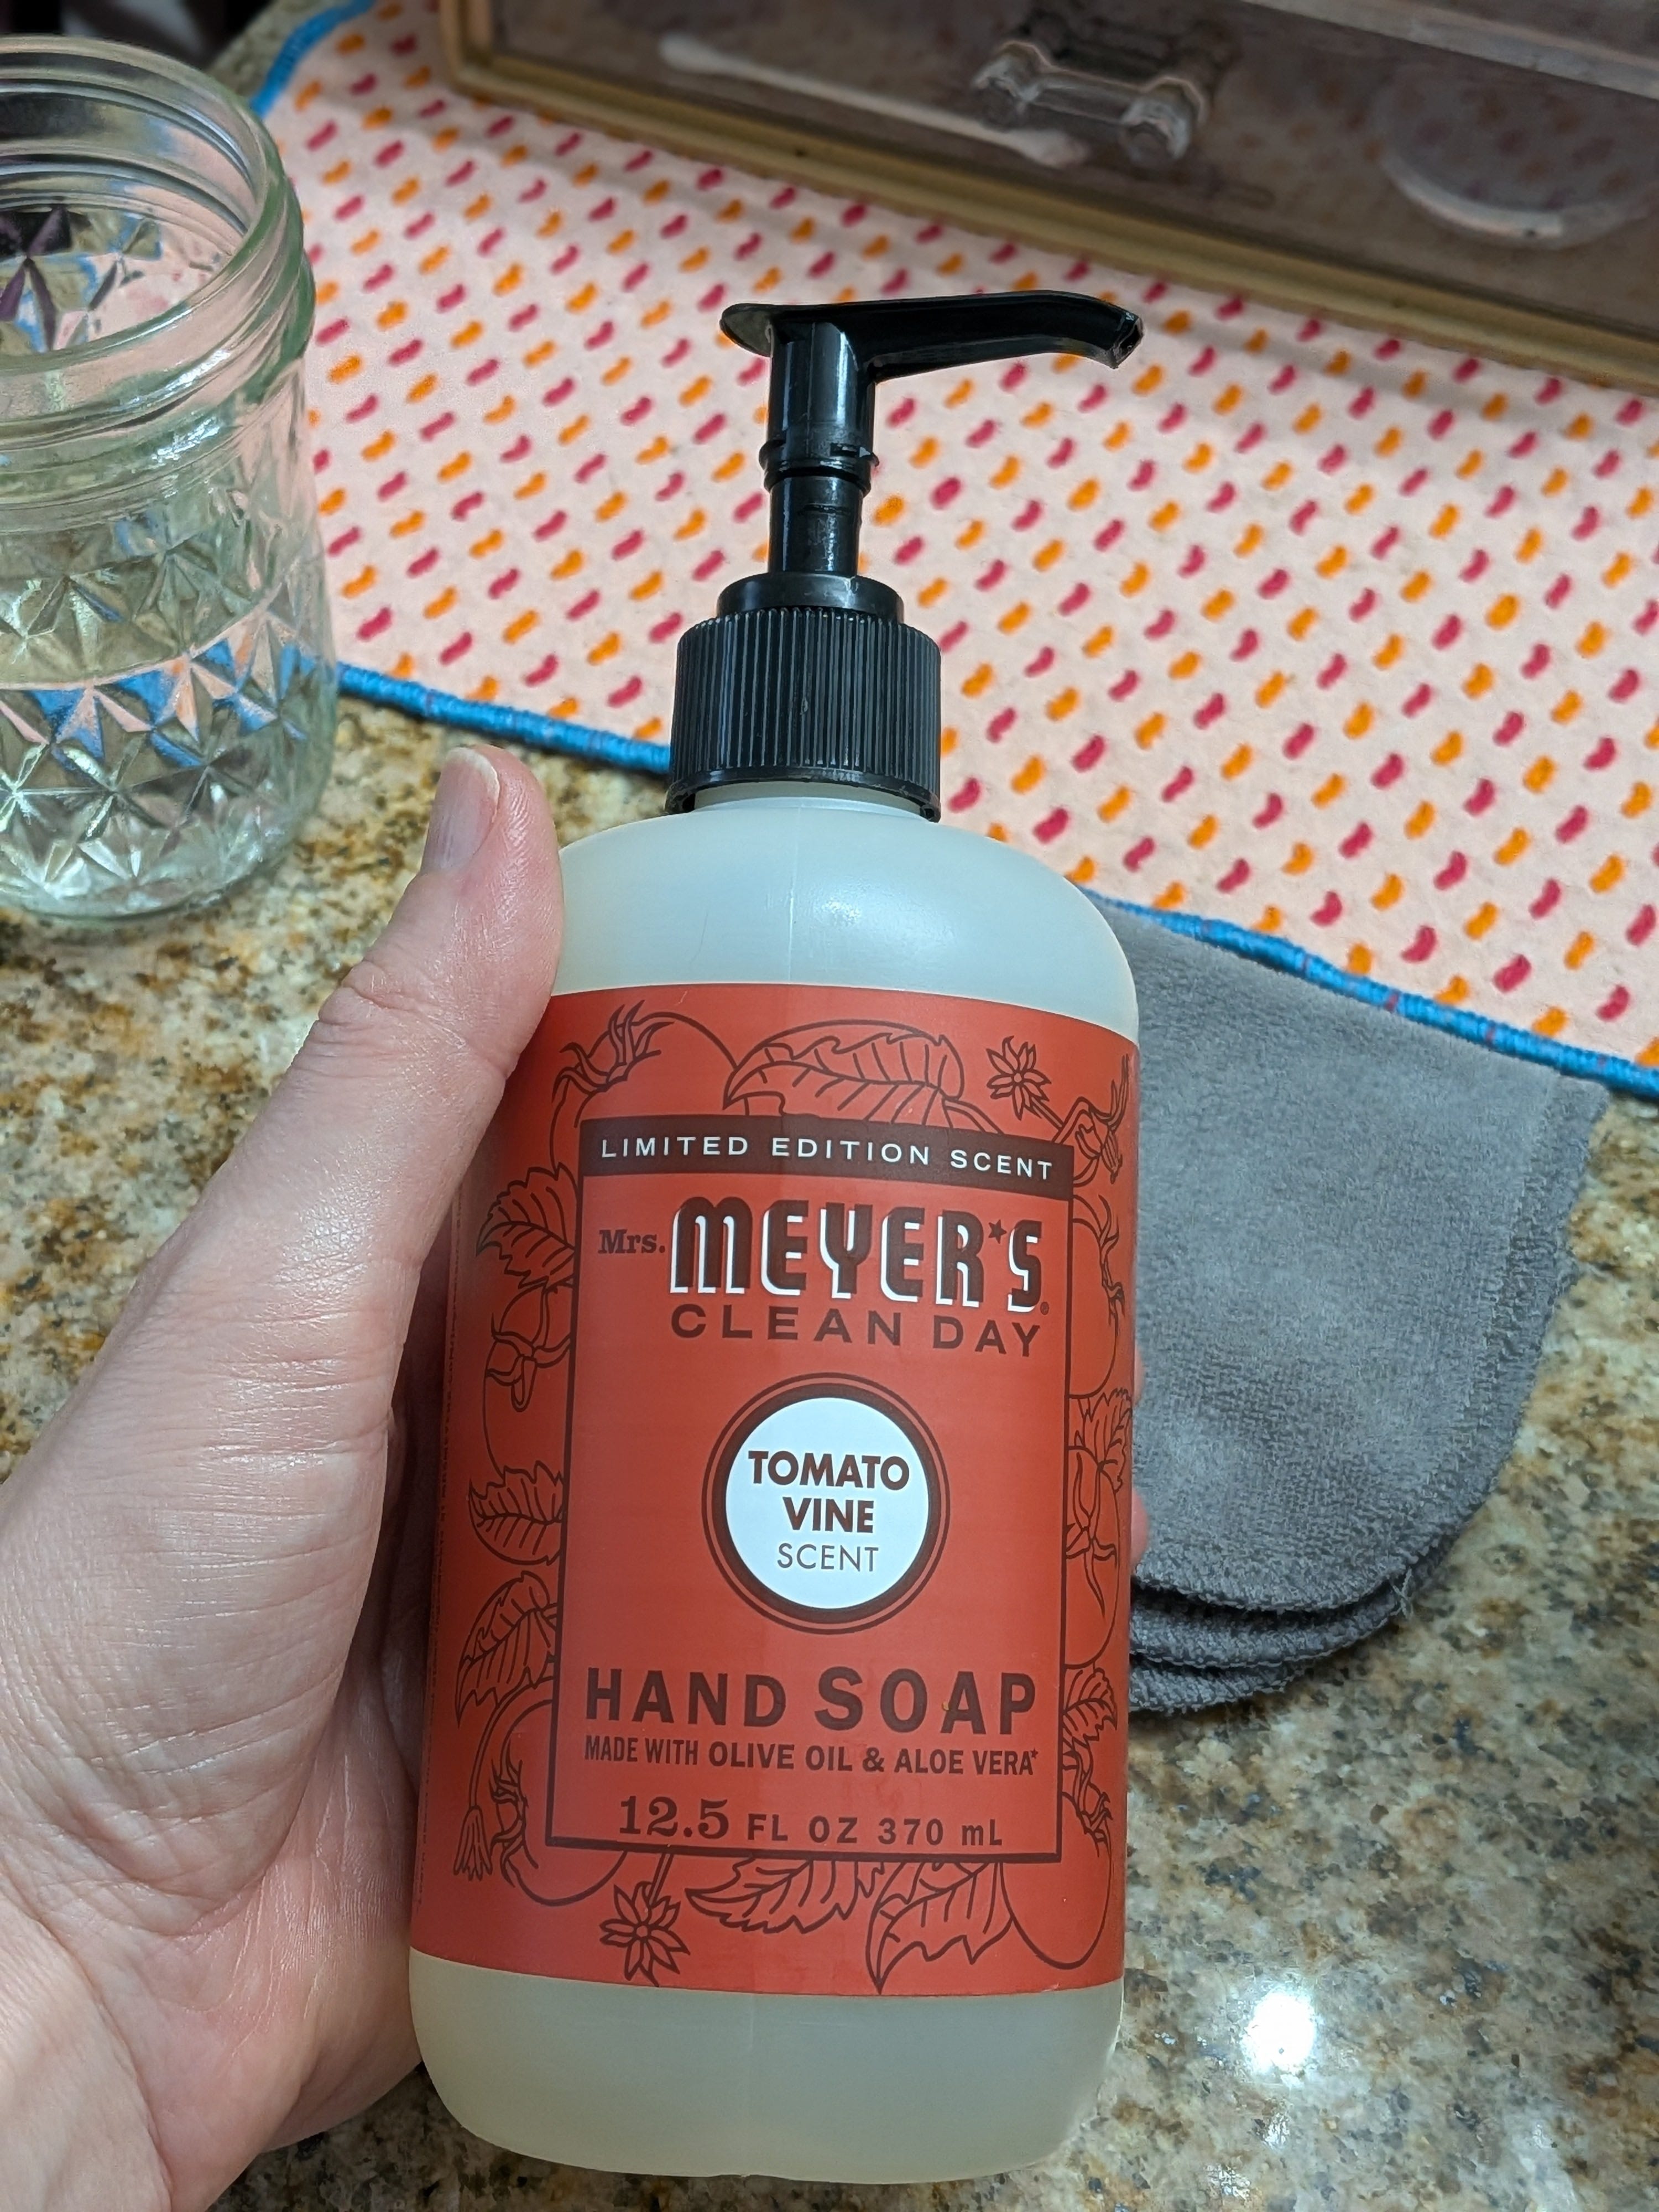 LIMITED EDITION SCENT
Mrs. MEYER'S®
CLEAN DAY
TOMATO
VINE
SCENT
HAND SOAP
MADE WITH OLIVE OIL & ALOE VERA*
12.5 FL OZ 370 mL